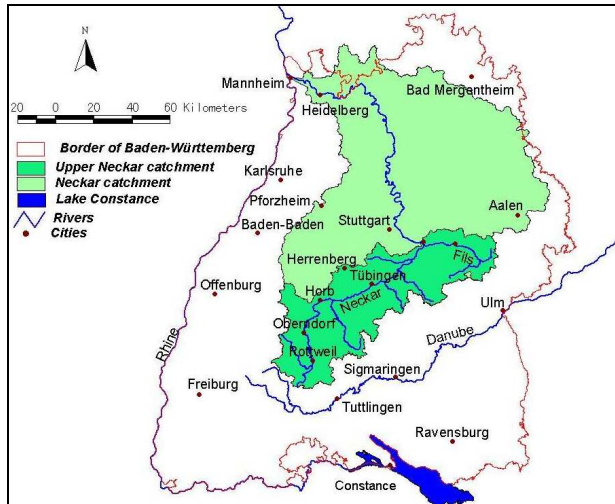 N
Mannheim
Bad Mergentheim
20 0 20 40 60 Kilometers
Heidelberg
Border of Baden-Württemberg
Upper Neckar catchment
Neckar catchment
Lake Constance
Rivers
Cities
Karlsruhe
Pforzheim
Baden-Baden
Stuttgart
Aalen
Herrenberg
Fils
Tübingen
Offenburg
Horb
Neckar
Ulm
Oberndorf
Danube
Rhine
Rottweil
Sigmaringen
Freiburg
Tuttlingen
Ravensburg
Constance